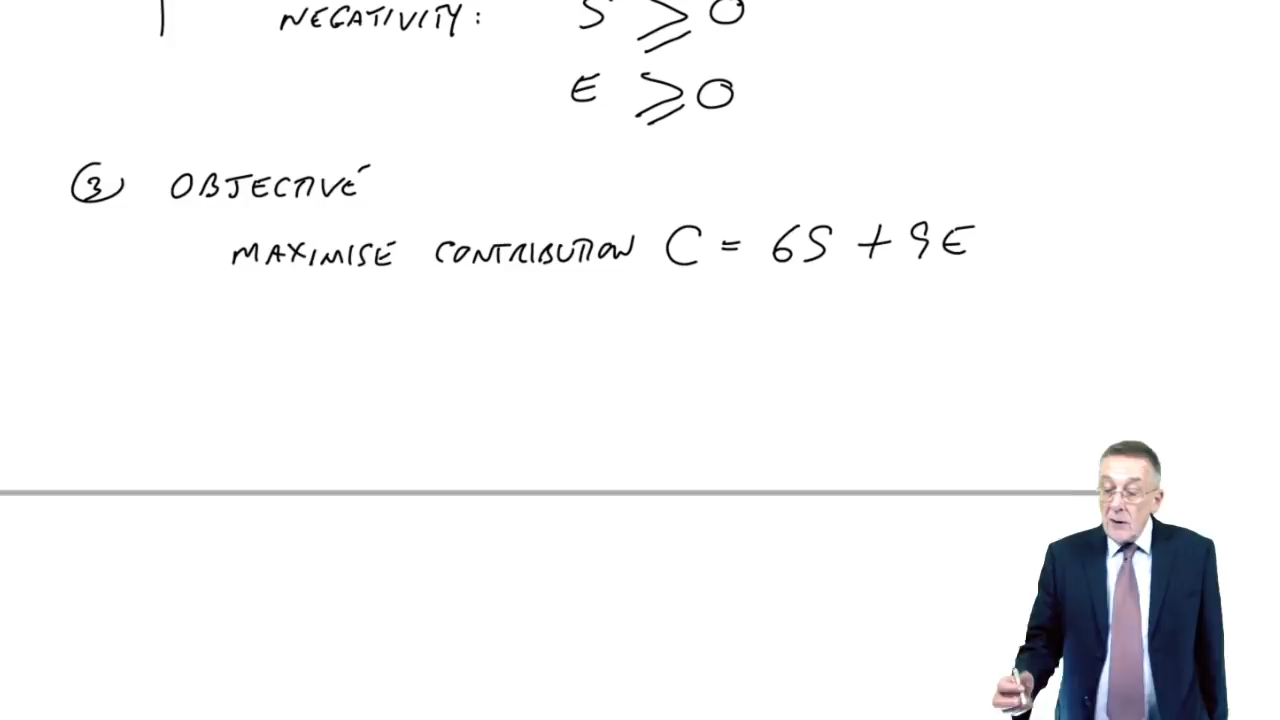 NEGATIVITY: S ≥ 0
E ≥ 0
③ OBJECTIVE
MAXIMISE CONTRIBUTION C = 6S + 9E